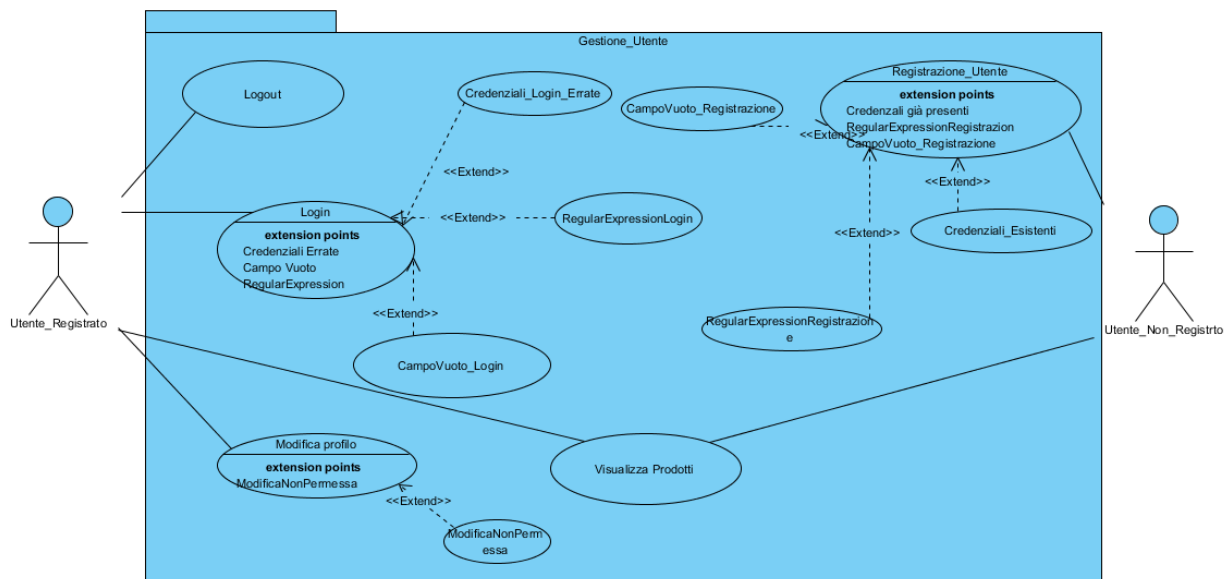 Gestione_Utente
Logout
Credenziali_Login_Errate
CampoVuoto_Registrazione
<<Extend>>
Registrazione_Utente
extension points
Credenzali già presenti
RegularExpressionRegistrazion
CampoVuoto_Registrazione
<<Extend>>
<<Extend>>
Login
extension points
Credenziali Errate
Campo Vuoto
RegularExpression
<<Extend>>
RegularExpressionLogin
<<Extend>>
Credenziali_Esistenti
Utente_Registrato
<<Extend>>
CampoVuoto_Login
RegularExpressionRegistrazion
e
Utente_Non_Registrto
Modifica profilo
extension points
ModificaNonPermessa
<<Extend>>
ModificaNonPerm
essa
Visualizza Prodotti